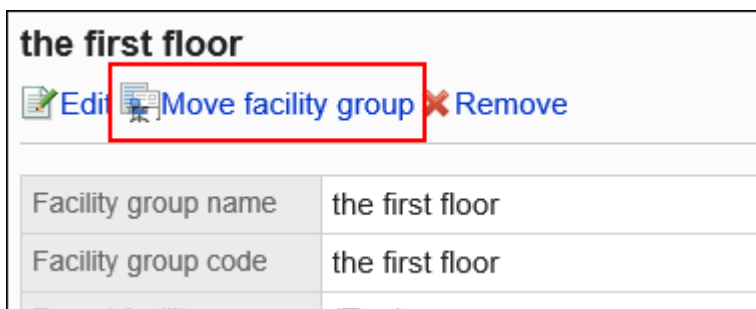 the first floor
Edit Move facility group Remove
Facility group name the first floor
Facility group code the first floor